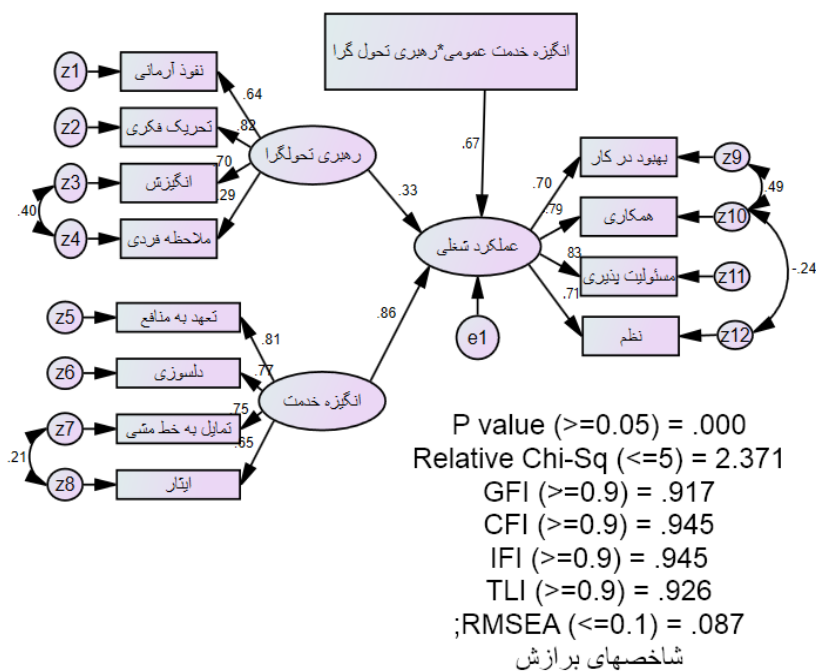 انگیزه خدمت عمومی*رهبری تحول گرا
.67
z1
نفوذ آرمانی
.64
z2
تحریک فکری
.82
z3
انگیزش
.70
z4
ملاحظه فردی
.29
.40
رهبری تحولگرا
.33
عملکرد شغلی
e1
.70
بهبود در کار
z9
.79
همکاری
z10
.83
مسئولیت پذیری
z11
.71
نظم
z12
.49
-.24
z5
تعهد به منافع
.81
z6
دلسوزی
.77
z7
تمایل به خط مشی
.75
z8
ایثار
.65
.21
انگیزه خدمت
.86
P value (>=0.05) = .000
Relative Chi-Sq (<=5) = 2.371
GFI (>=0.9) = .917
CFI (>=0.9) = .945
IFI (>=0.9) = .945
TLI (>=0.9) = .926
;RMSEA (<=0.1) = .087
شاخصهای برازش